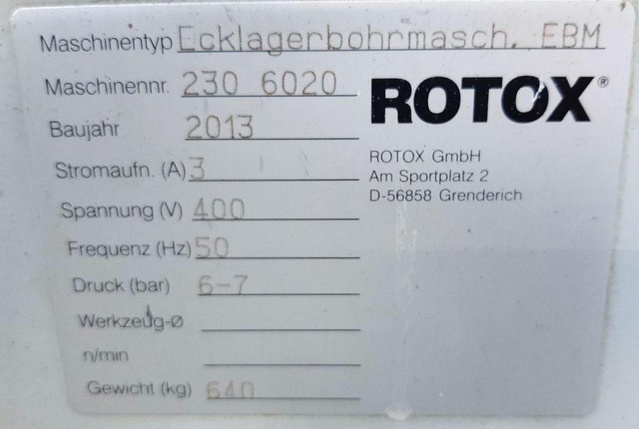 Maschinentyp Ecklagerbohrmasch. EBM
Maschinennr. 230 6020
ROTOX®
Baujahr 2013
Stromaufn. (A) 3
ROTOX GmbH
Am Sportplatz 2
D-56858 Grenderich
Spannung (V) 400
Frequenz (Hz) 50
Druck (bar) 6-7
Werkzeug-Ø
n/min
Gewicht (kg) 640